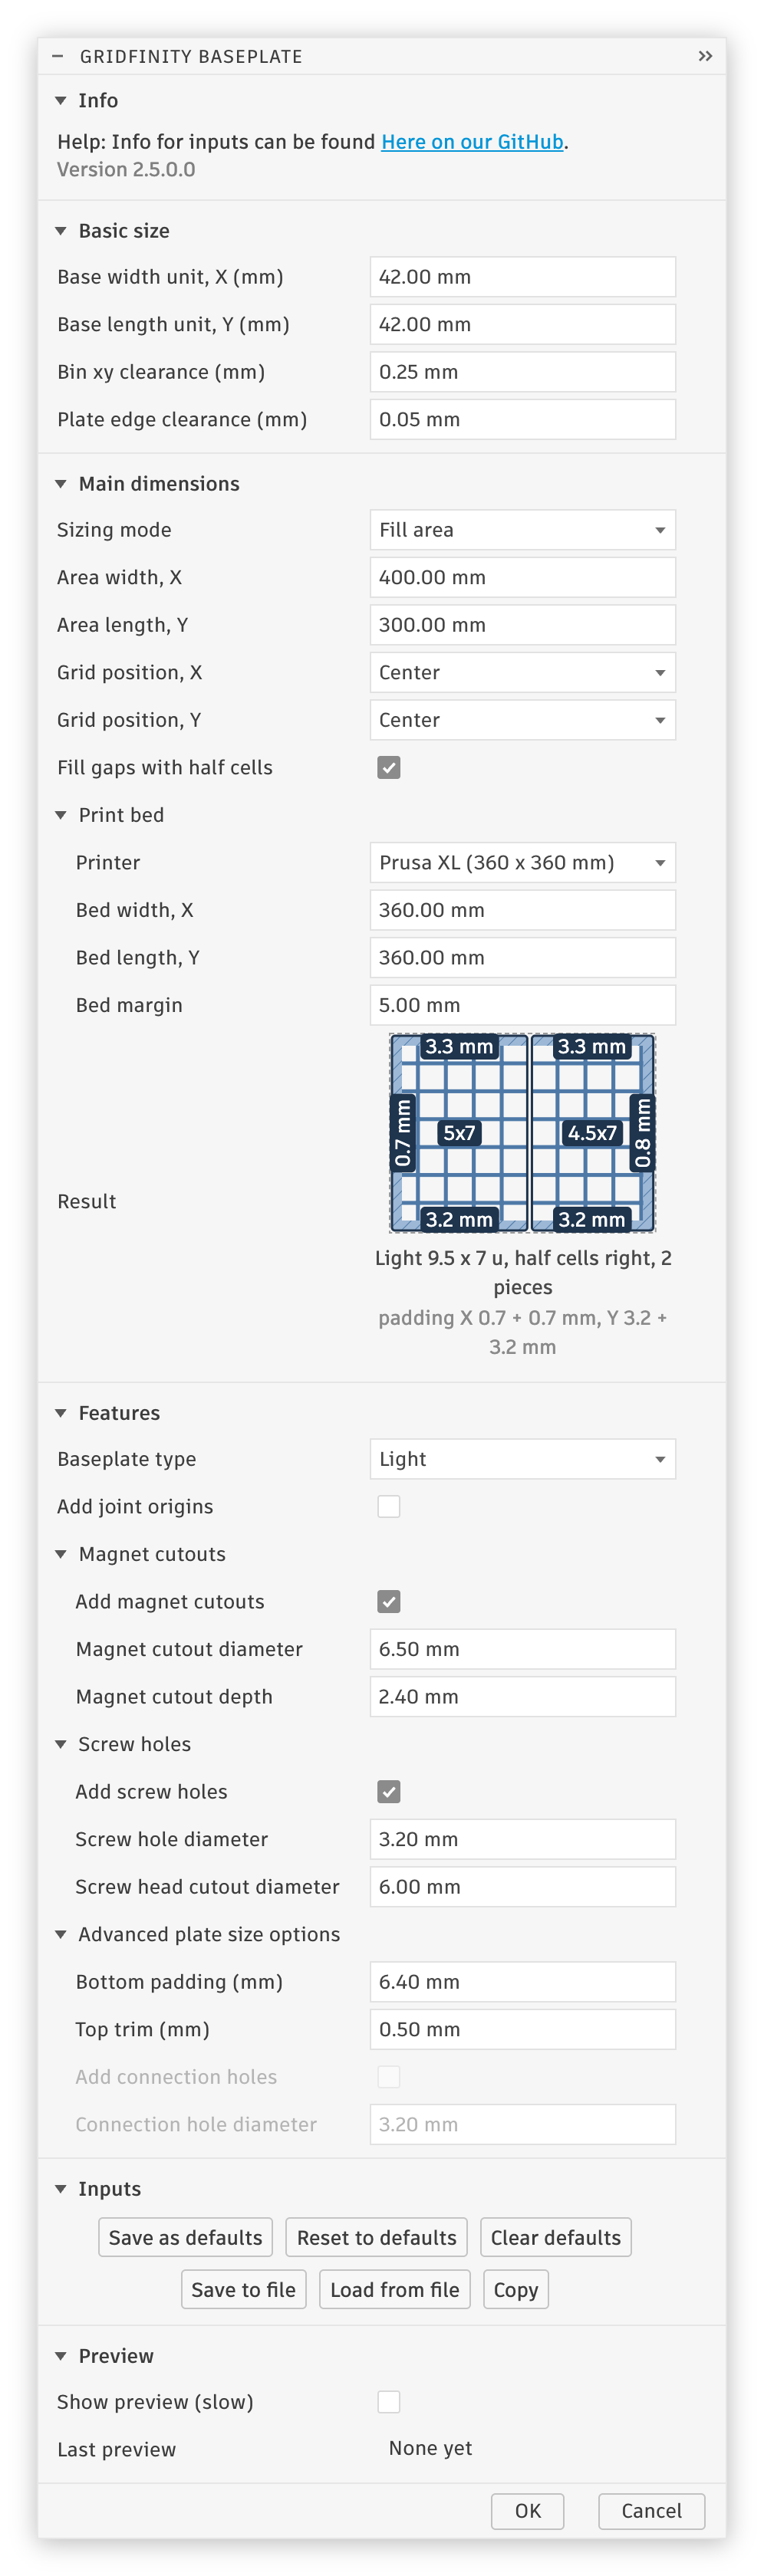 GRIDFINITY BASEPLATE
Info
Help: Info for inputs can be found Here on our GitHub.
Version 2.5.0.0
Basic size
Base width unit, X (mm) 42.00 mm
Base length unit, Y (mm) 42.00 mm
Bin xy clearance (mm) 0.25 mm
Plate edge clearance (mm) 0.05 mm
Main dimensions
Sizing mode Fill area
Area width, X 400.00 mm
Area length, Y 300.00 mm
Grid position, X Center
Grid position, Y Center
Fill gaps with half cells
Print bed
Printer Prusa XL (360 x 360 mm)
Bed width, X 360.00 mm
Bed length, Y 360.00 mm
Bed margin 5.00 mm
3.3 mm 3.3 mm
0.7 mm 5x7 4.5x7 0.8 mm
Result
3.2 mm 3.2 mm
Light 9.5 x 7 u, half cells right, 2
pieces
padding X 0.7 + 0.7 mm, Y 3.2 +
3.2 mm
Features
Baseplate type Light
Add joint origins
Magnet cutouts
Add magnet cutouts
Magnet cutout diameter 6.50 mm
Magnet cutout depth 2.40 mm
Screw holes
Add screw holes
Screw hole diameter 3.20 mm
Screw head cutout diameter 6.00 mm
Advanced plate size options
Bottom padding (mm) 6.40 mm
Top trim (mm) 0.50 mm
Add connection holes
Connection hole diameter 3.20 mm
Inputs
Save as defaults Reset to defaults Clear defaults
Save to file Load from file Copy
Preview
Show preview (slow)
Last preview None yet
OK Cancel